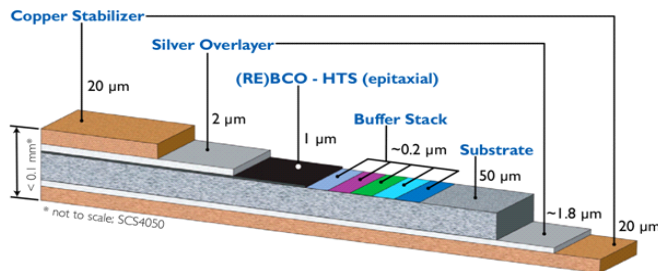 Copper Stabilizer
Silver Overlayer
(RE)BCO - HTS (epitaxial)
20 µm
2 µm
Buffer Stack
1 µm
~0.2 µm
Substrate
50 µm
< 0.1 mm*
~1.8 µm
20 µm
* not to scale: SCS4050